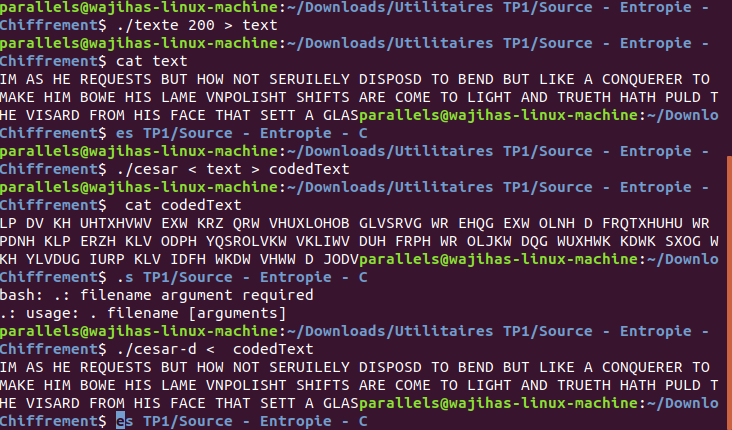 parallels@wajihas-linux-machine:~/Downloads/Utilitaires TP1/Source - Entropie -
Chiffrement$ ./texte 200 > text
parallels@wajihas-linux-machine:~/Downloads/Utilitaires TP1/Source - Entropie -
Chiffrement$ cat text
IM AS HE REQUESTS BUT HOW NOT SERUILELY DISPOSD TO BEND BUT LIKE A CONQUERER TO
MAKE HIM BOWE HIS LAME VNPOLISHT SHIFTS ARE COME TO LIGHT AND TRUETH HATH PULD T
HE VISARD FROM HIS FACE THAT SETT A GLASparallels@wajihas-linux-machine:~/Downlo
Chiffrement$ es TP1/Source - Entropie - C
parallels@wajihas-linux-machine:~/Downloads/Utilitaires TP1/Source - Entropie -
Chiffrement$ ./cesar < text > codedText
parallels@wajihas-linux-machine:~/Downloads/Utilitaires TP1/Source - Entropie -
Chiffrement$  cat codedText
LP DV KH UHTXHVWV EXW KRZ QRW VHUXLOHOB GLVSRVG WR EHQG EXW OLNH D FRQTXHUHU WR
PDNH KLP ERZH KLV ODPH YQSROLVKW VKLIWV DUH FRPH WR OLJKW DQG WUXHWK KDWK SXOG W
KH YLVDUG IURP KLV IDFH WKDW VHWW D JODVparallels@wajihas-linux-machine:~/Downlo
Chiffrement$ .s TP1/Source - Entropie - C
bash: .: filename argument required
.: usage: . filename [arguments]
parallels@wajihas-linux-machine:~/Downloads/Utilitaires TP1/Source - Entropie -
Chiffrement$ ./cesar-d <  codedText
IM AS HE REQUESTS BUT HOW NOT SERUILELY DISPOSD TO BEND BUT LIKE A CONQUERER TO
MAKE HIM BOWE HIS LAME VNPOLISHT SHIFTS ARE COME TO LIGHT AND TRUETH HATH PULD T
HE VISARD FROM HIS FACE THAT SETT A GLASparallels@wajihas-linux-machine:~/Downlo
Chiffrement$ es TP1/Source - Entropie - C